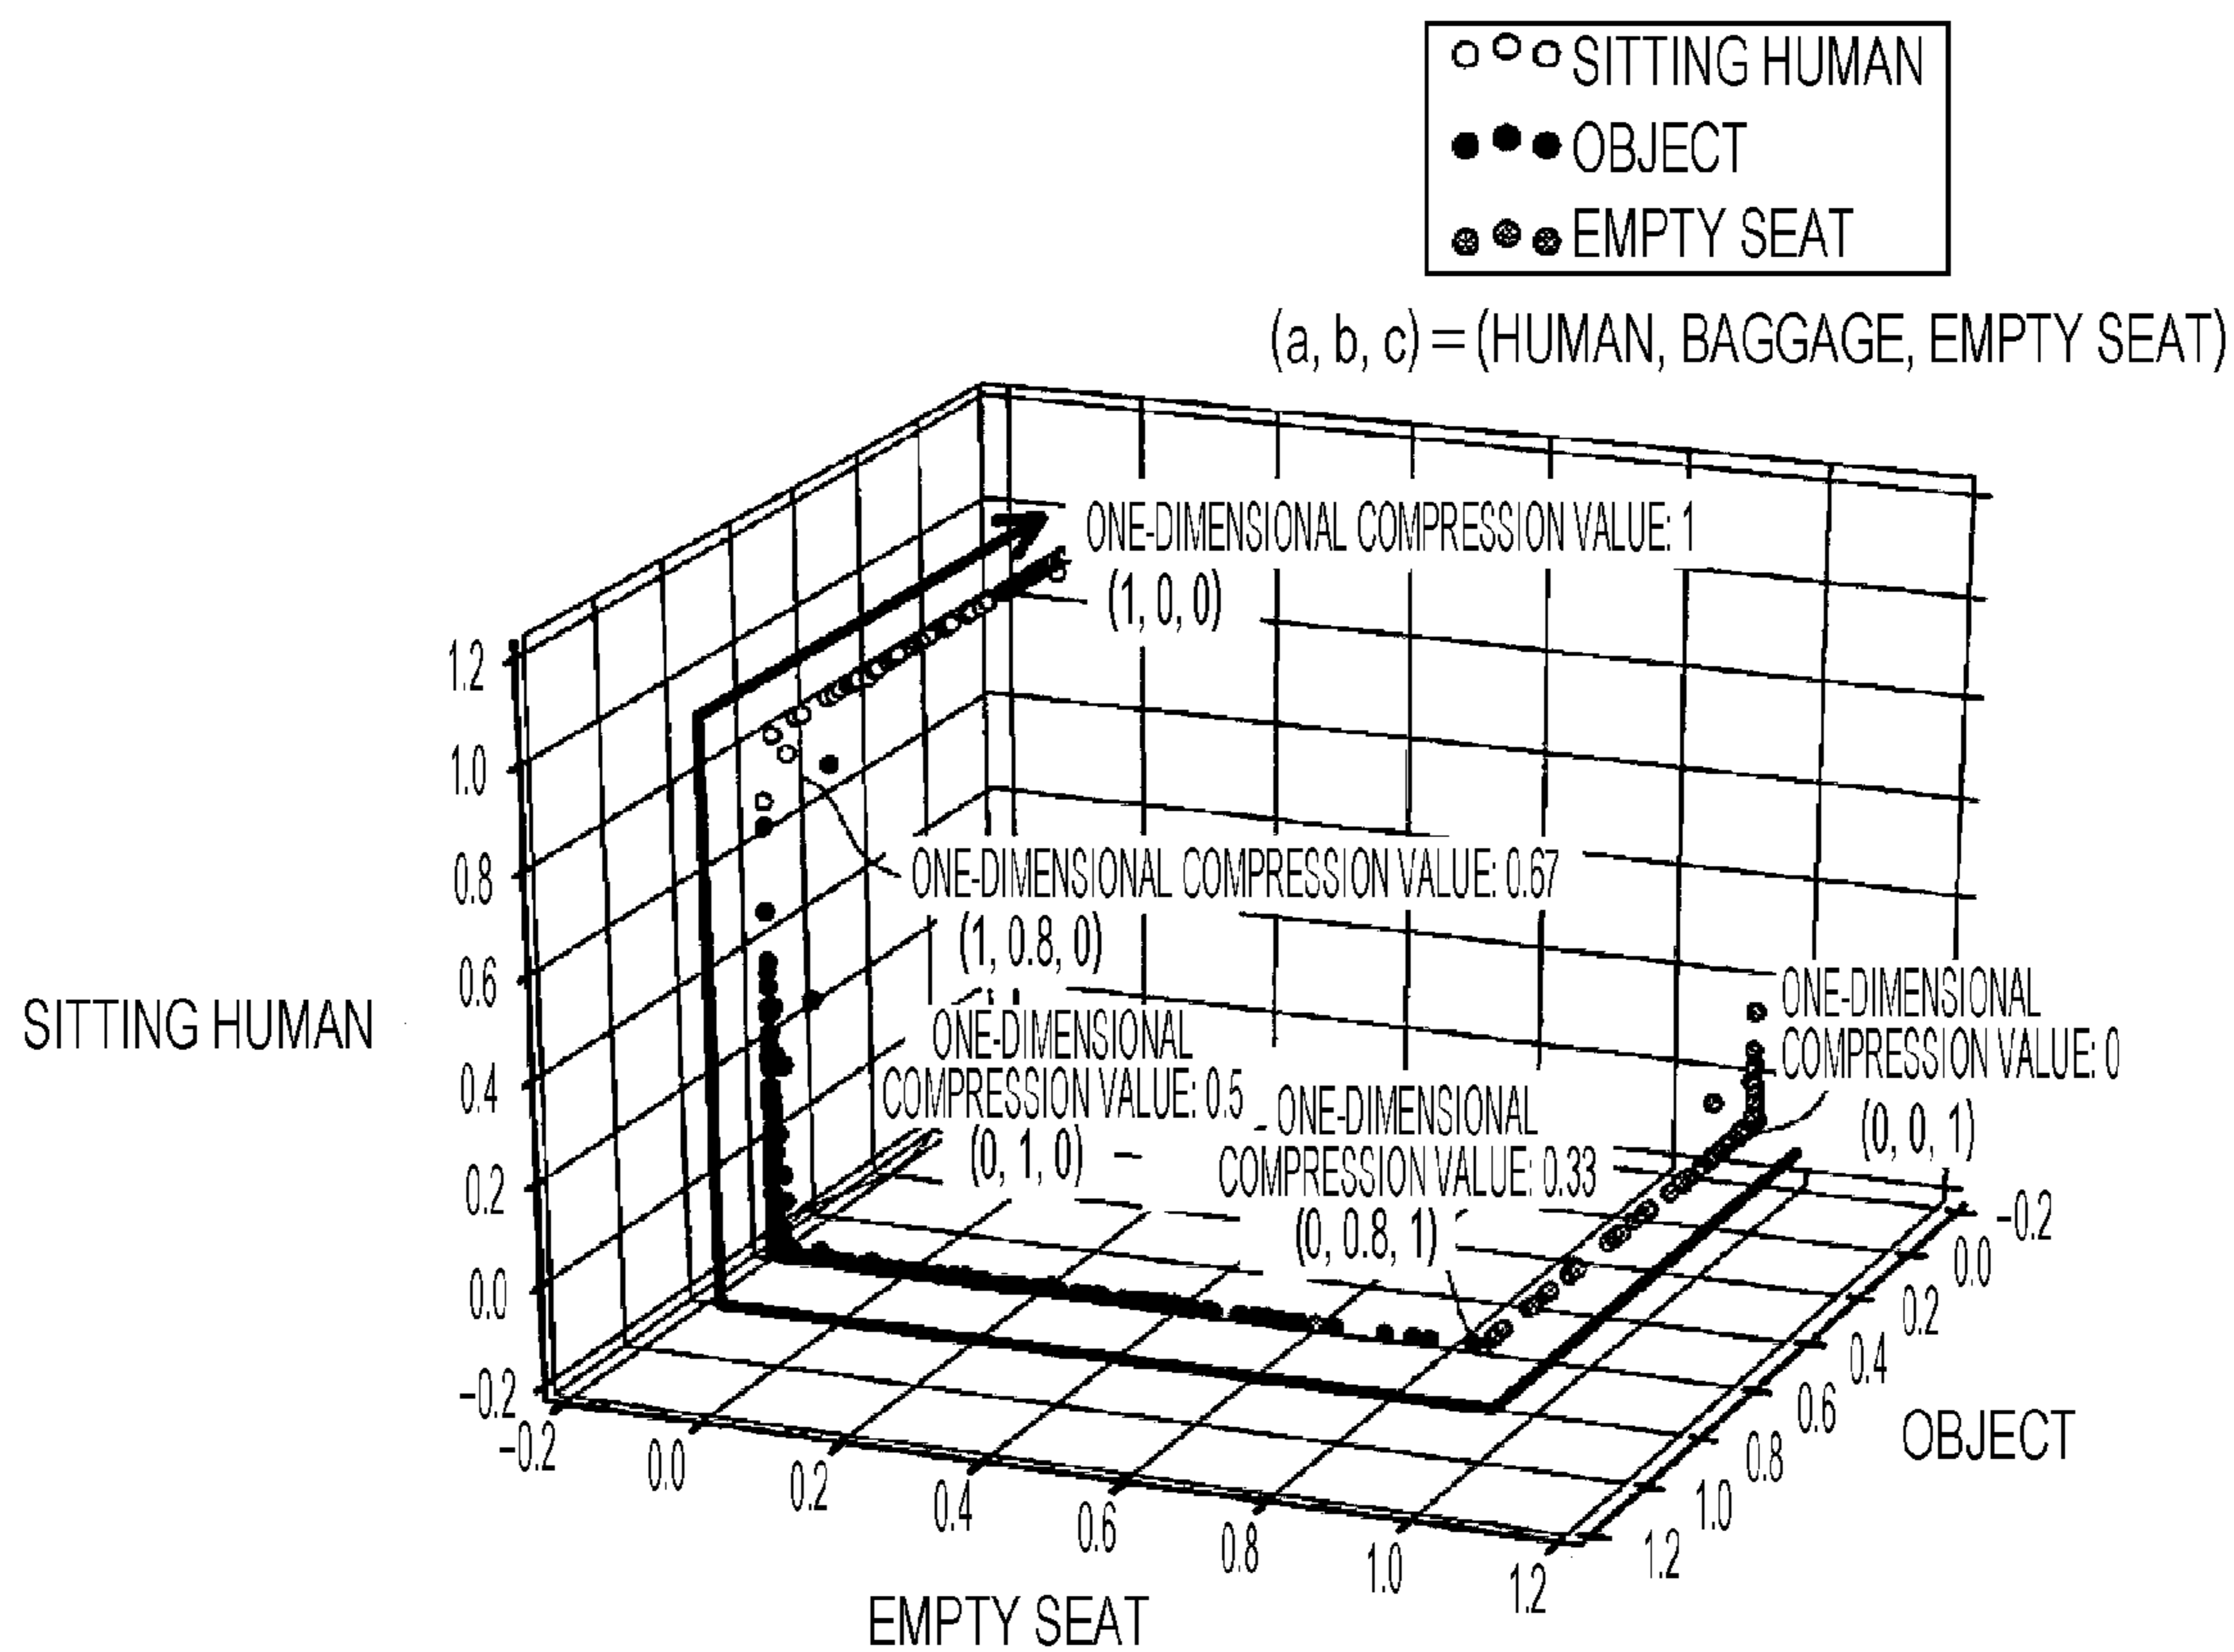 SITTING HUMAN
OBJECT
EMPTY SEAT
(a, b, c) = (HUMAN, BAGGAGE, EMPTY SEAT)
ONE-DIMENSIONAL COMPRESSION VALUE: 1
(1, 0, 0)
ONE-DIMENSIONAL COMPRESSION VALUE: 0.67
(1, 0.8, 0)
ONE-DIMENSIONAL
COMPRESSION VALUE: 0.5
(0, 1, 0)
ONE-DIMENSIONAL
COMPRESSION VALUE: 0.33
(0, 0.8, 1)
ONE-DIMENSIONAL
COMPRESSION VALUE: 0
(0, 0, 1)
SITTING HUMAN
1.2
1.0
0.8
0.6
0.4
0.2
0.0
-0.2
-0.2
0.0
0.2
0.4
0.6
0.8
1.0
1.2
EMPTY SEAT
-0.2
0.0
0.2
0.4
0.6
0.8
1.0
1.2
OBJECT